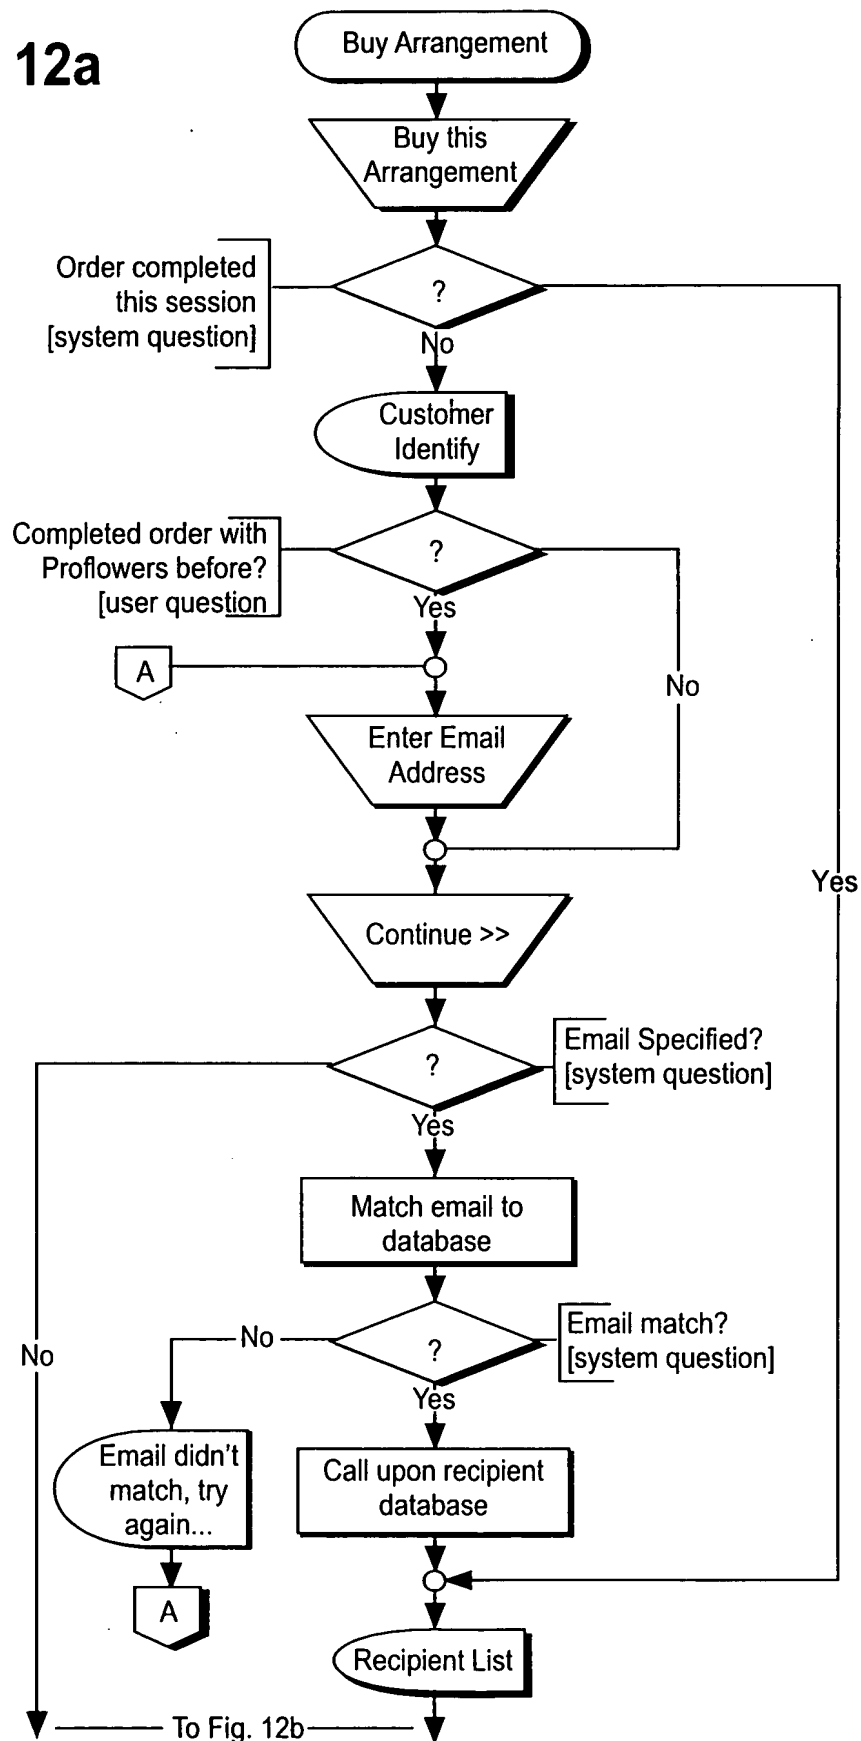 12a
Buy Arrangement
Buy this
Arrangement
Order completed
this session
[system question]
?
No
Customer
Identify
Completed order with
Proflowers before?
[user question
?
Yes
A
No
Enter Email
Address
Yes
Continue >>
?
Email Specified?
[system question]
Yes
Match email to
database
No
No
?
Email match?
[system question]
Yes
Email didn't
match, try
again...
Call upon recipient
database
A
Recipient List
To Fig. 12b